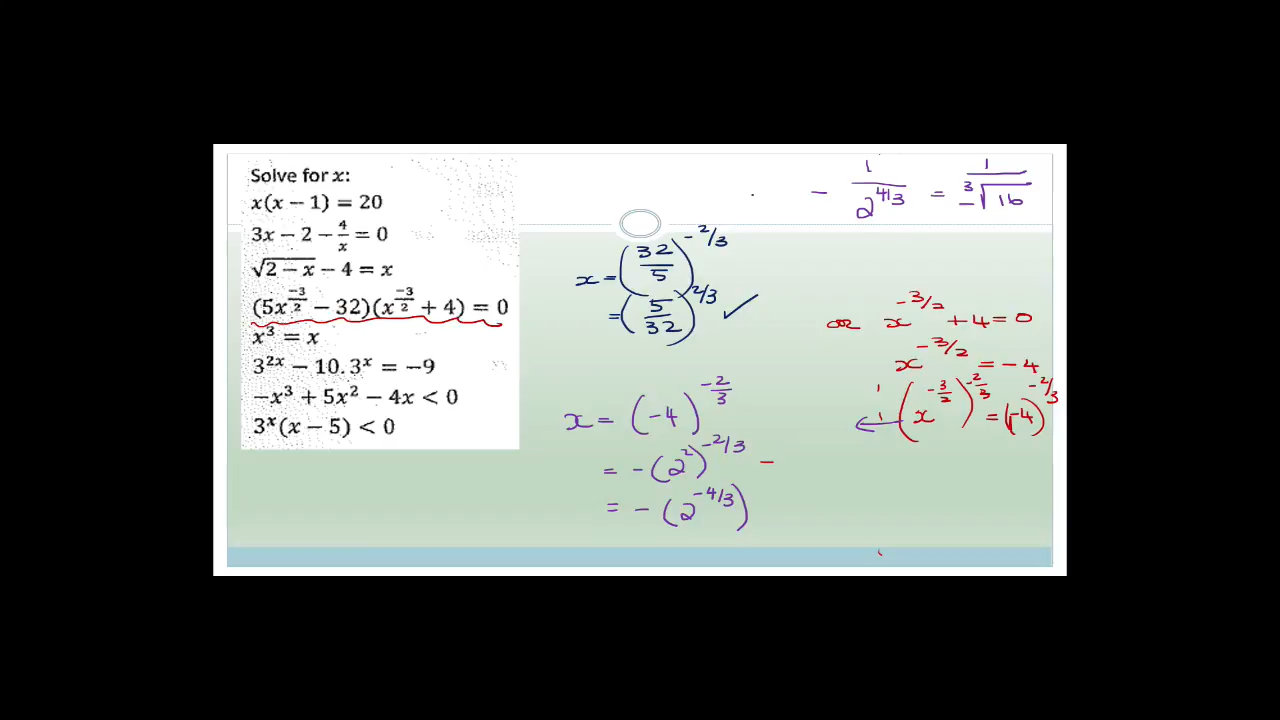 Solve for x:
x(x − 1) = 20
3x − 2 − 4/x = 0
√(2 − x) − 4 = x
(5x^(−3/2) − 32)(x^(−3/2) + 4) = 0
x³ = x
3^(2x) − 10. 3^x = −9
−x³ + 5x² − 4x < 0
3^x(x − 5) < 0
x = (32/5)^(−2/3)
= (5/32)^(2/3) ✓
x = (−4)^(−2/3)
= −(2²)^(−2/3) −
= −(2^(−4/3))
− 1/2^(4/3) = 1/−³√16
or x^(−3/2) + 4 = 0
x^(−3/2) = −4
(x^(−3/2))^(−2/3) = (−4)^(−2/3)